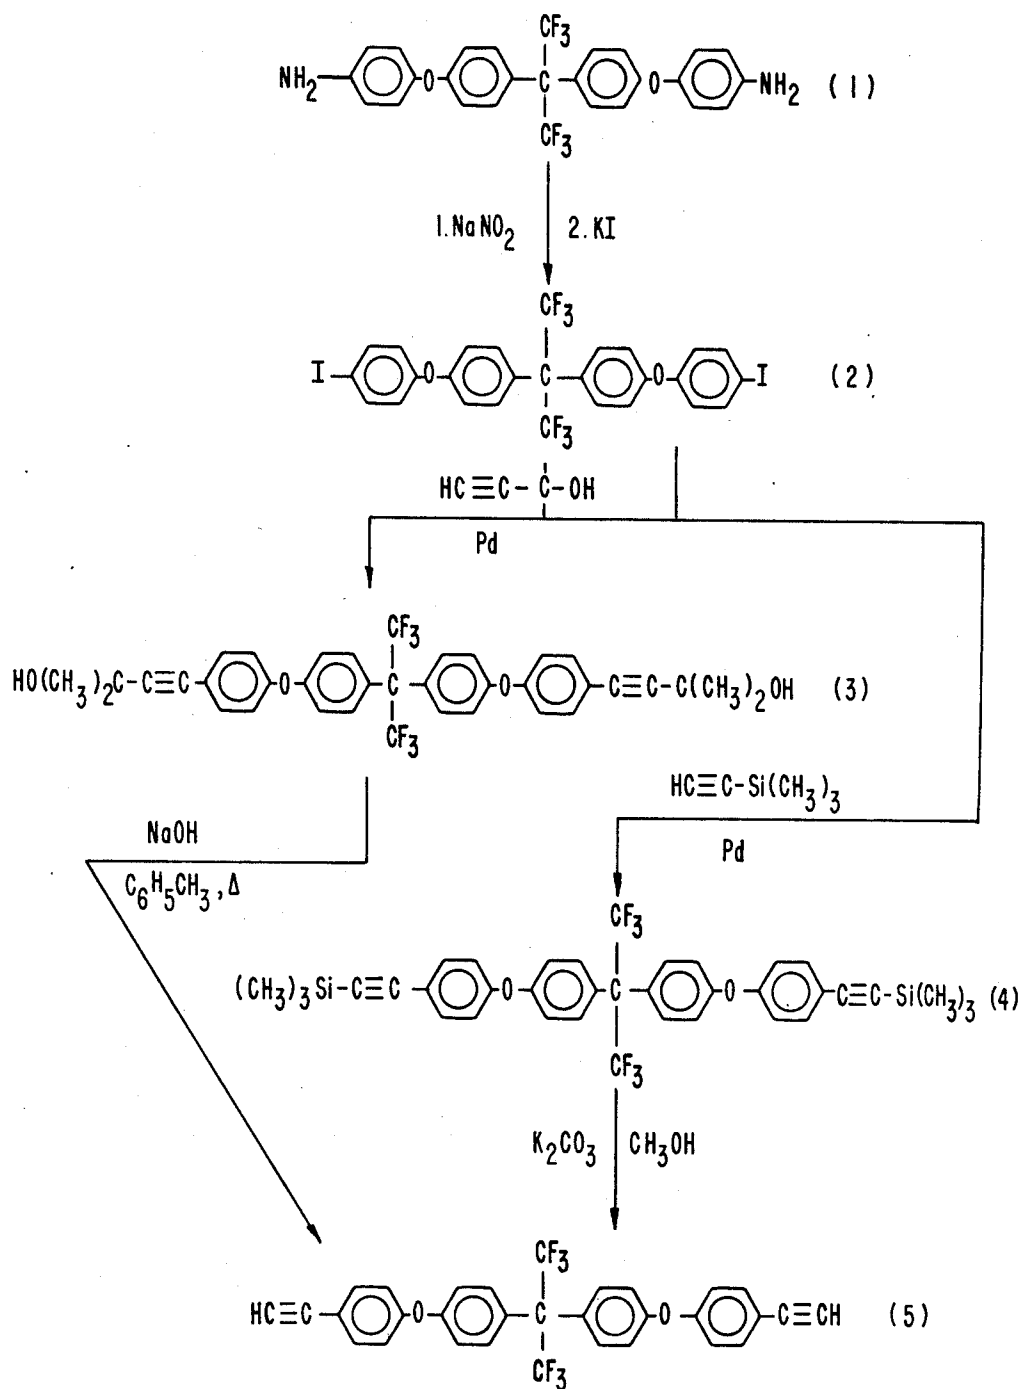 CF3
NH2 O C O NH2 (1)
CF3
1.NaNO2 2.KI
CF3
I O C O I (2)
CF3
HC≡C-C-OH
Pd
CF3
HO(CH3)2C-C≡C O C O C≡C-C(CH3)2OH (3)
CF3
HC≡C-Si(CH3)3
NaOH
Pd
C6H5CH3,Δ
CF3
(CH3)3Si-C≡C O C O C≡C-Si(CH3)3 (4)
CF3
K2CO3 CH3OH
CF3
HC≡C O C O C≡CH (5)
CF3